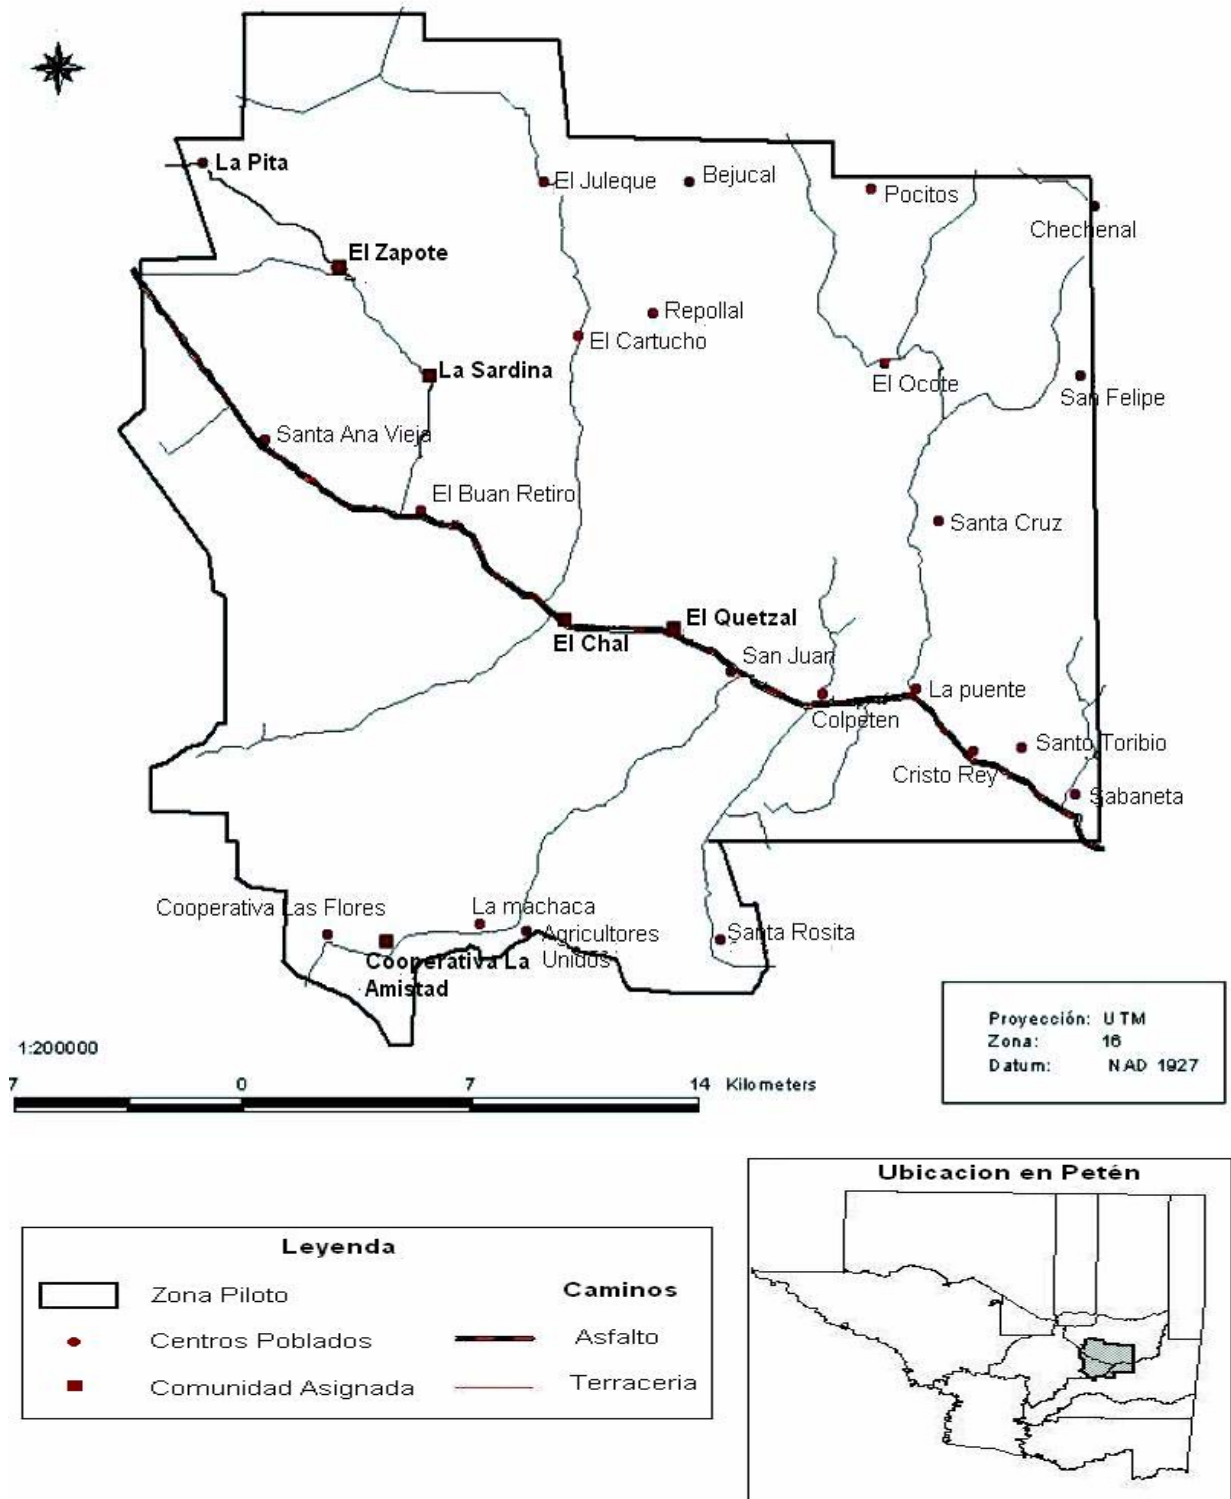 La Pita
El Juleque
Bejucal
Pocitos
Chechenal
El Zapote
Repollal
El Cartucho
La Sardina
El Ocote
San Felipe
Santa Ana Vieja
El Buan Retiro
Santa Cruz
El Quetzal
El Chal
San Juan
La puente
Colpeten
Santo Toribio
Cristo Rey
Sabaneta
Cooperativa Las Flores
La machaca
Agricultores
Unidos
Santa Rosita
Cooperativa La
Amistad
Proyección: UTM
Zona: 16
Datum: NAD 1927
1:200000
7 0 7 14 Kilometers
Ubicacion en Petén
Leyenda
Zona Piloto
Caminos
Centros Poblados
Asfalto
Comunidad Asignada
Terraceria